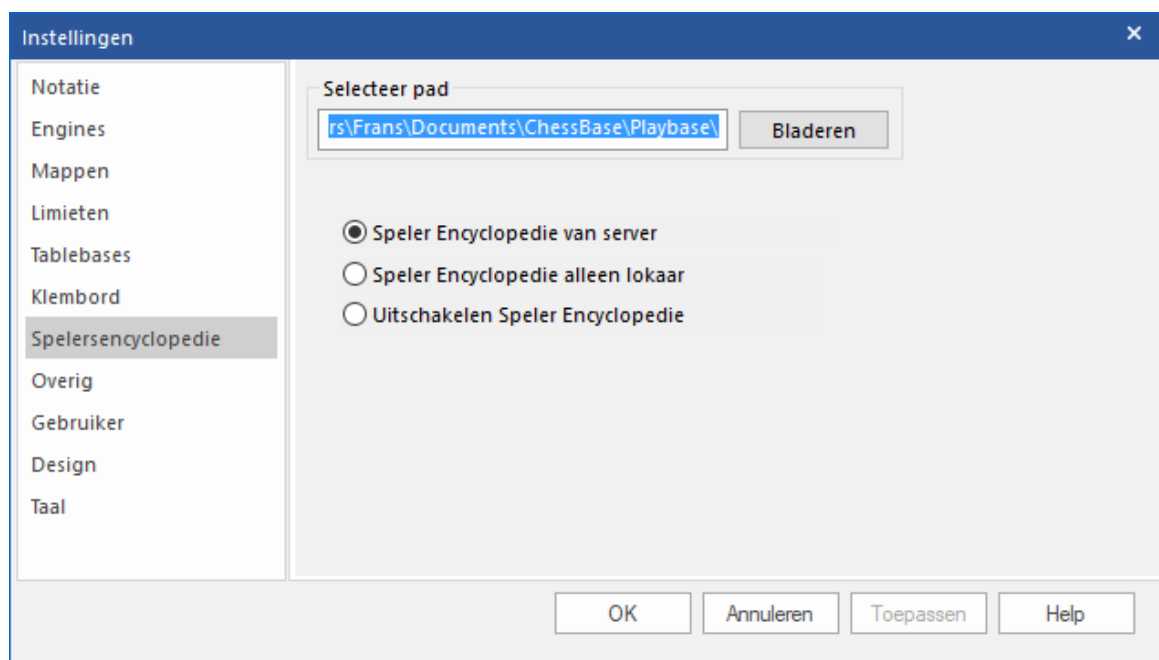 Instellingen
Notatie
Engines
Mappen
Limieten
Tablebases
Klembord
Spelersencyclopedie
Overig
Gebruiker
Design
Taal
Selecteer pad
rs\Frans\Documents\ChessBase\Playbase\
Bladeren
Speler Encyclopedie van server
Speler Encyclopedie alleen lokaar
Uitschakelen Speler Encyclopedie
OK
Annuleren
Toepassen
Help